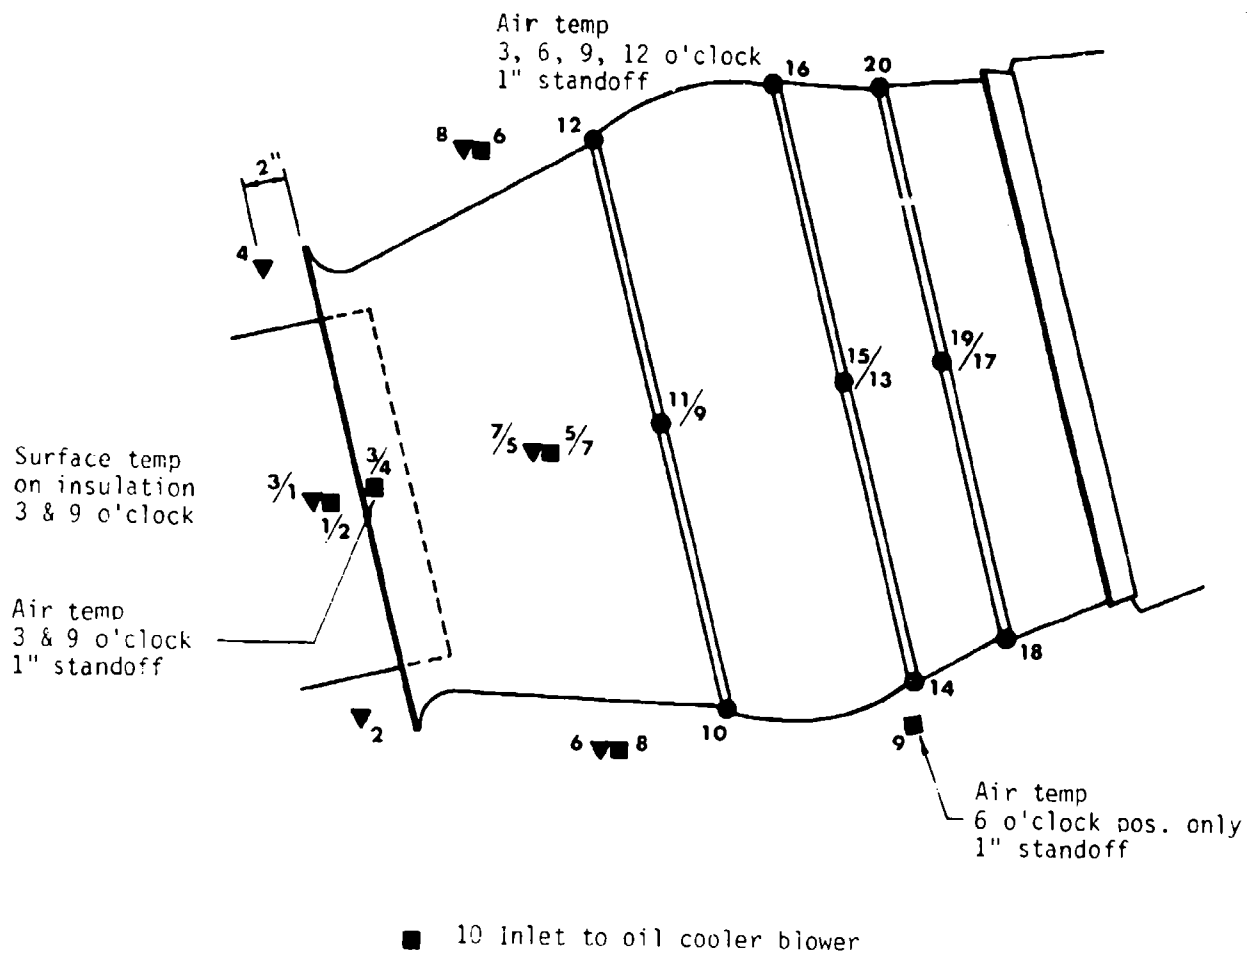 Air temp
3, 6, 9, 12 o'clock
1" standoff
16
20
12
8
6
2"
4
19/17
15/13
11/9
7/5
5/7
Surface temp
on insulation
3 & 9 o'clock
3/1
3/4
1/2
Air temp
3 & 9 o'clock
1" standoff
18
14
10
2
6
8
9
Air temp
6 o'clock pos. only
1" standoff
10 Inlet to oil cooler blower